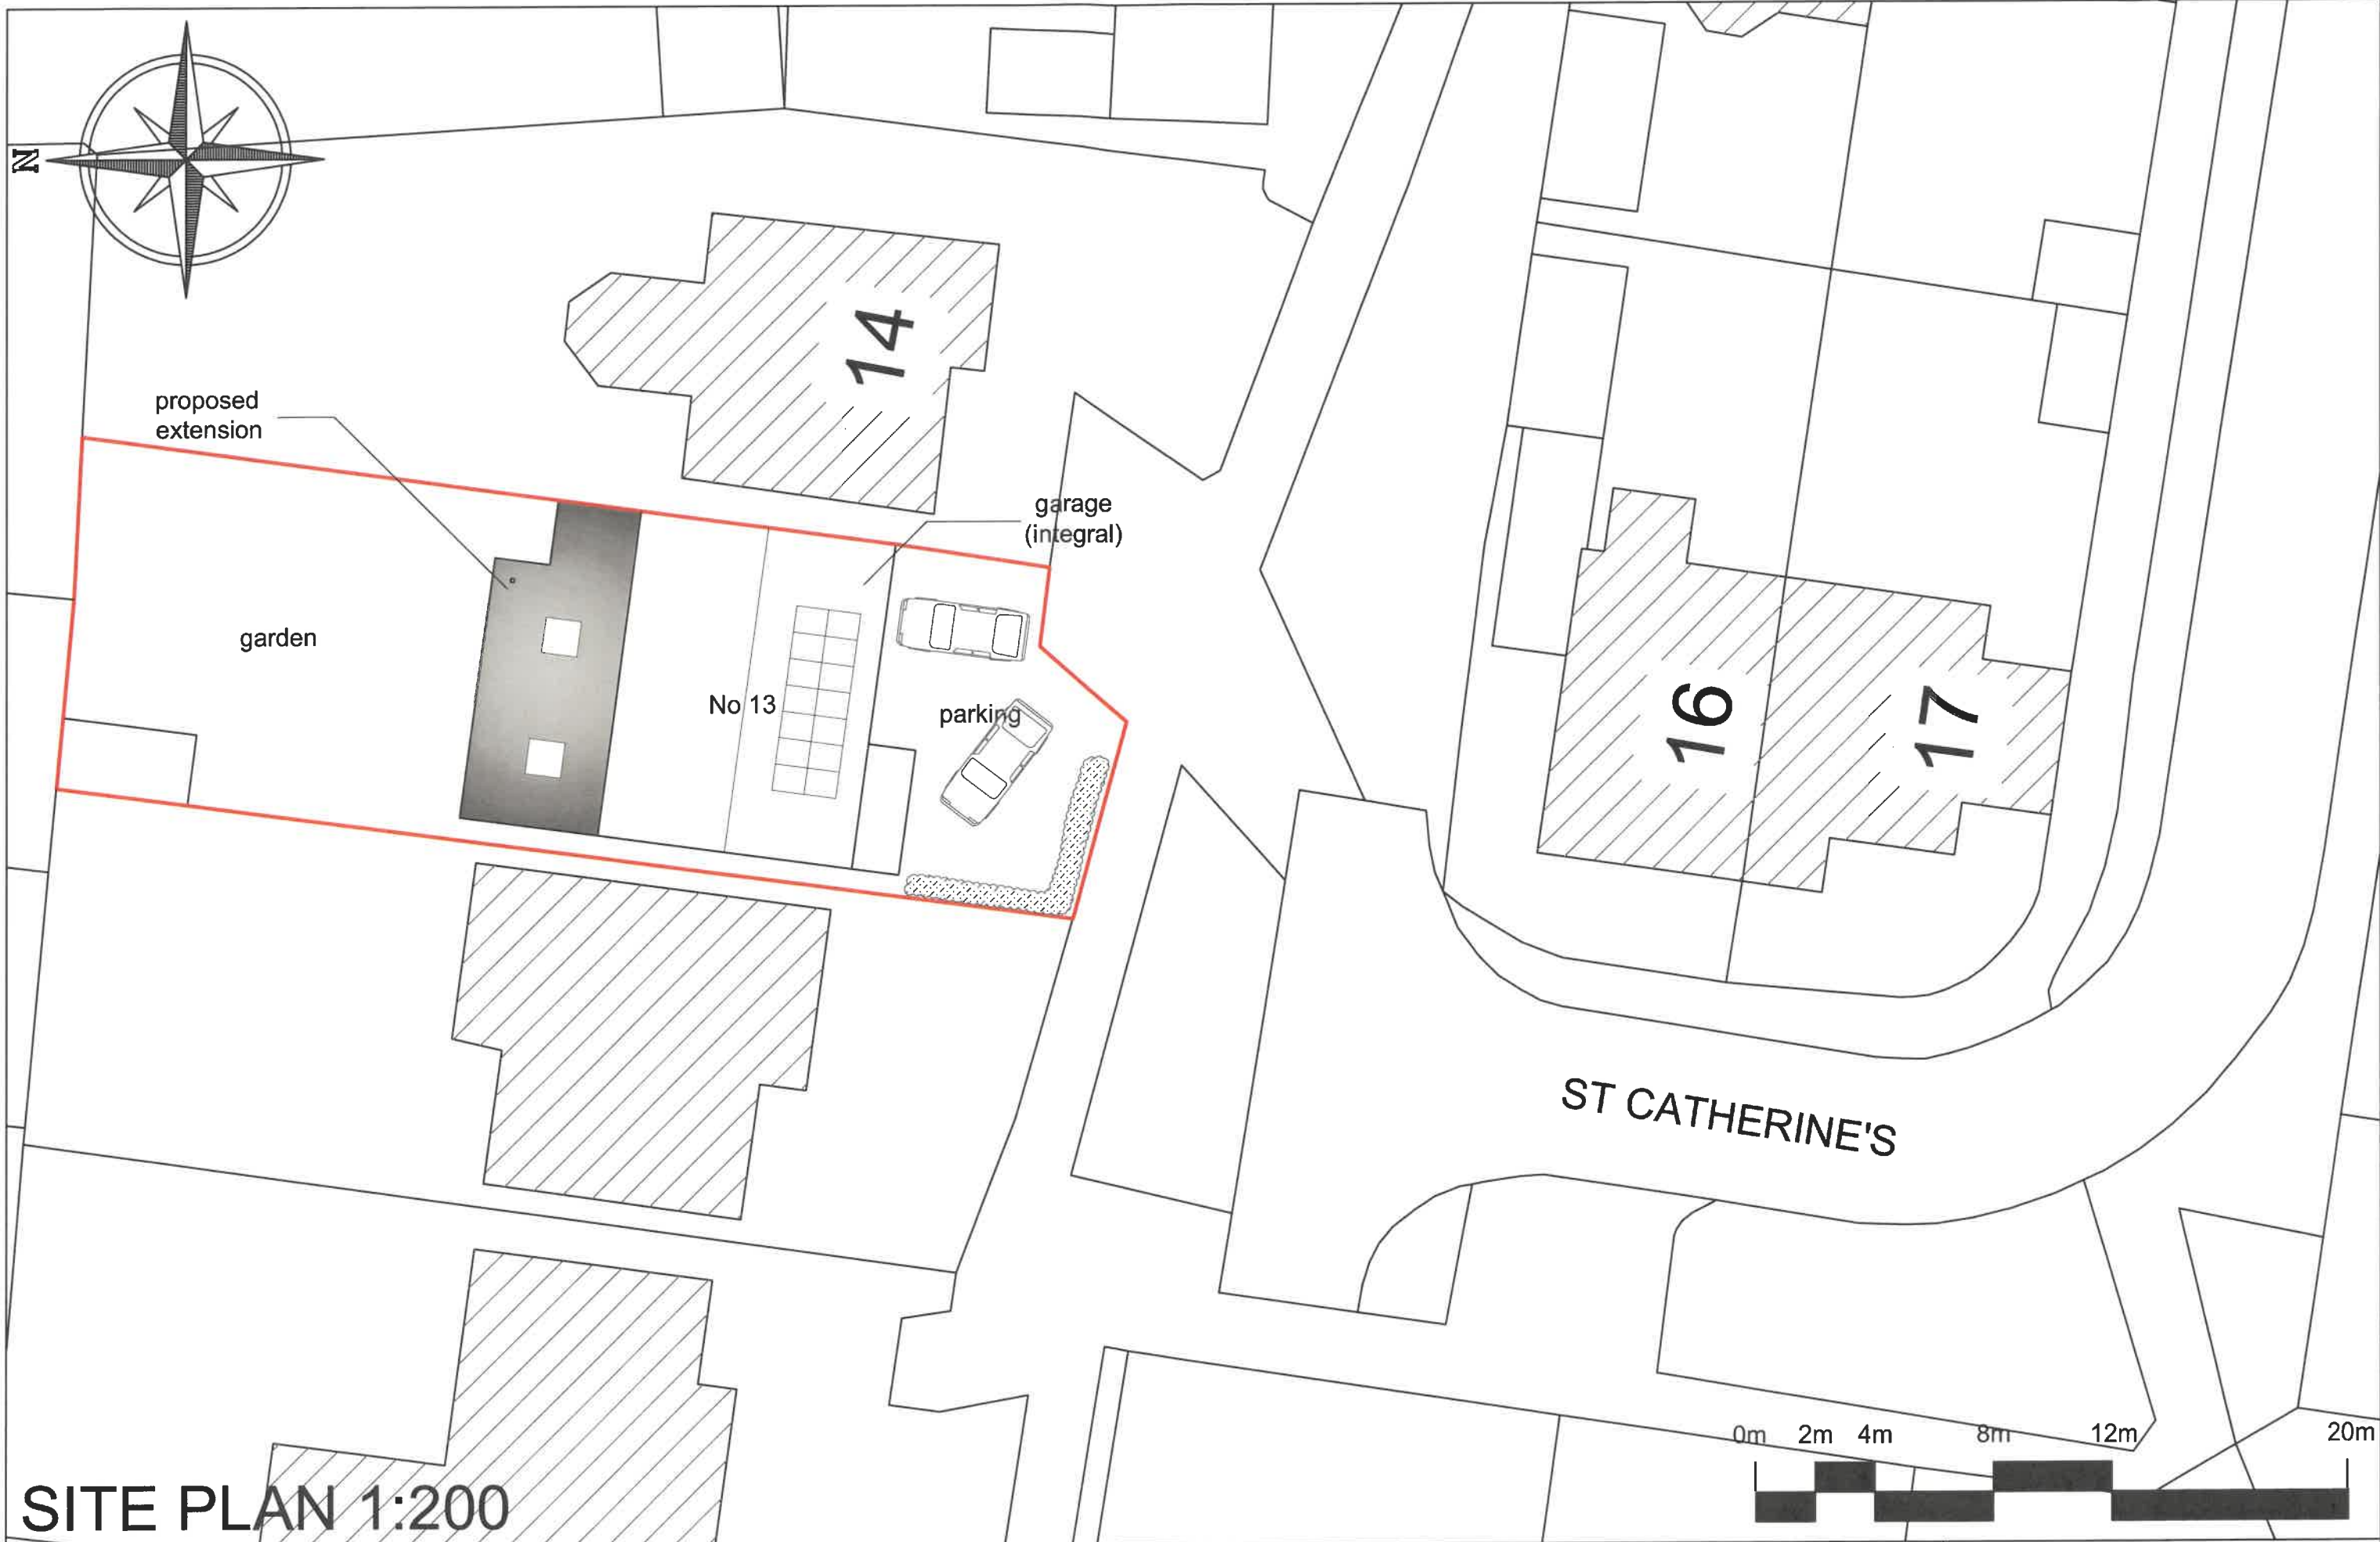 N
14
proposed
extension
garage
(integral)
garden
No 13
parking
16
17
ST CATHERINE'S
0m 2m 4m 8m 12m 20m
SITE PLAN 1:200